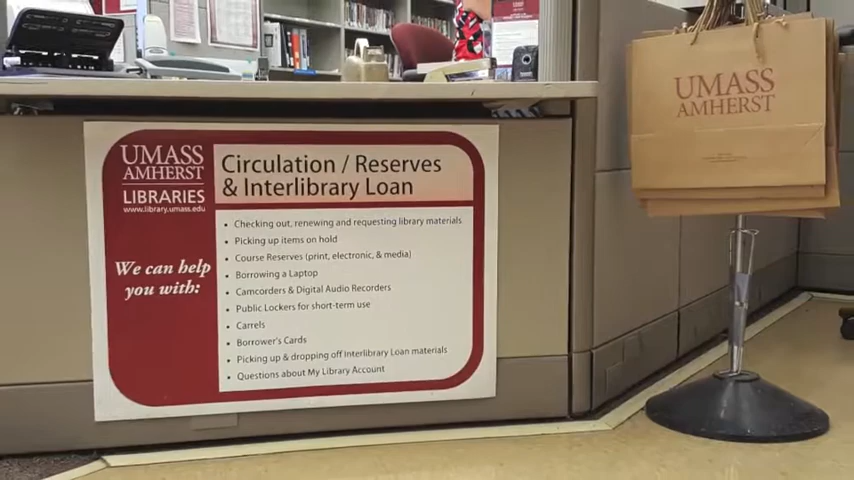 UMASS
AMHERST
LIBRARIES
www.library.umass.edu
We can help
you with:
Circulation / Reserves
& Interlibrary Loan
• Checking out, renewing and requesting library materials
• Picking up items on hold
• Course Reserves (print, electronic, & media)
• Borrowing a Laptop
• Camcorders & Digital Audio Recorders
• Public Lockers for short-term use
• Carrels
• Borrower's Cards
• Picking up & dropping off Interlibrary Loan materials
• Questions about My Library Account
UMASS
AMHERST